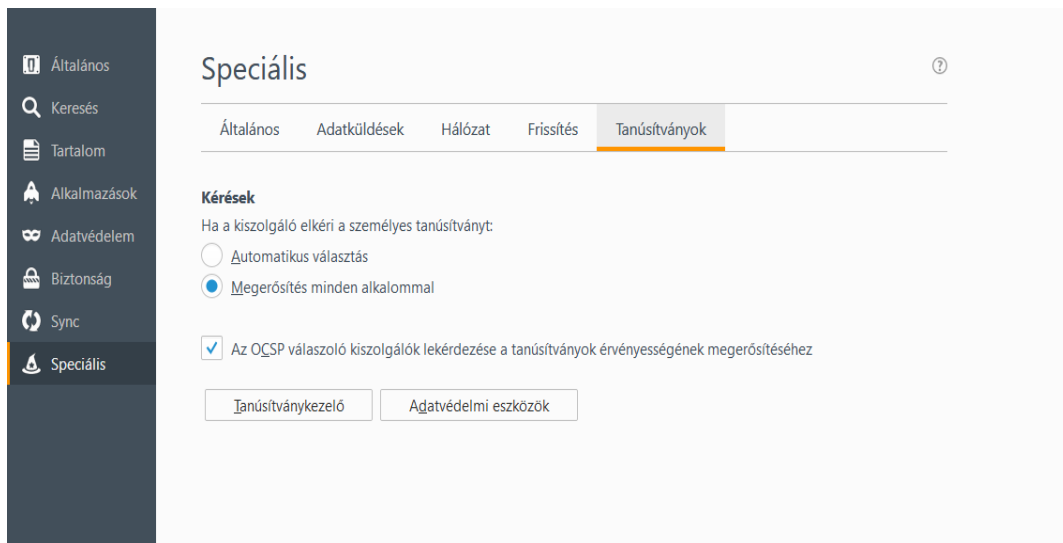 Általános
Keresés
Tartalom
Alkalmazások
Adatvédelem
Biztonság
Sync
Speciális
Speciális
?
Általános Adatküldések Hálózat Frissítés Tanúsítványok
Kérések
Ha a kiszolgáló elkéri a személyes tanúsítványt:
Automatikus választás
Megerősítés minden alkalommal
Az OCSP válaszoló kiszolgálók lekérdezése a tanúsítványok érvényességének megerősítéséhez
Tanúsítványkezelő Adatvédelmi eszközök